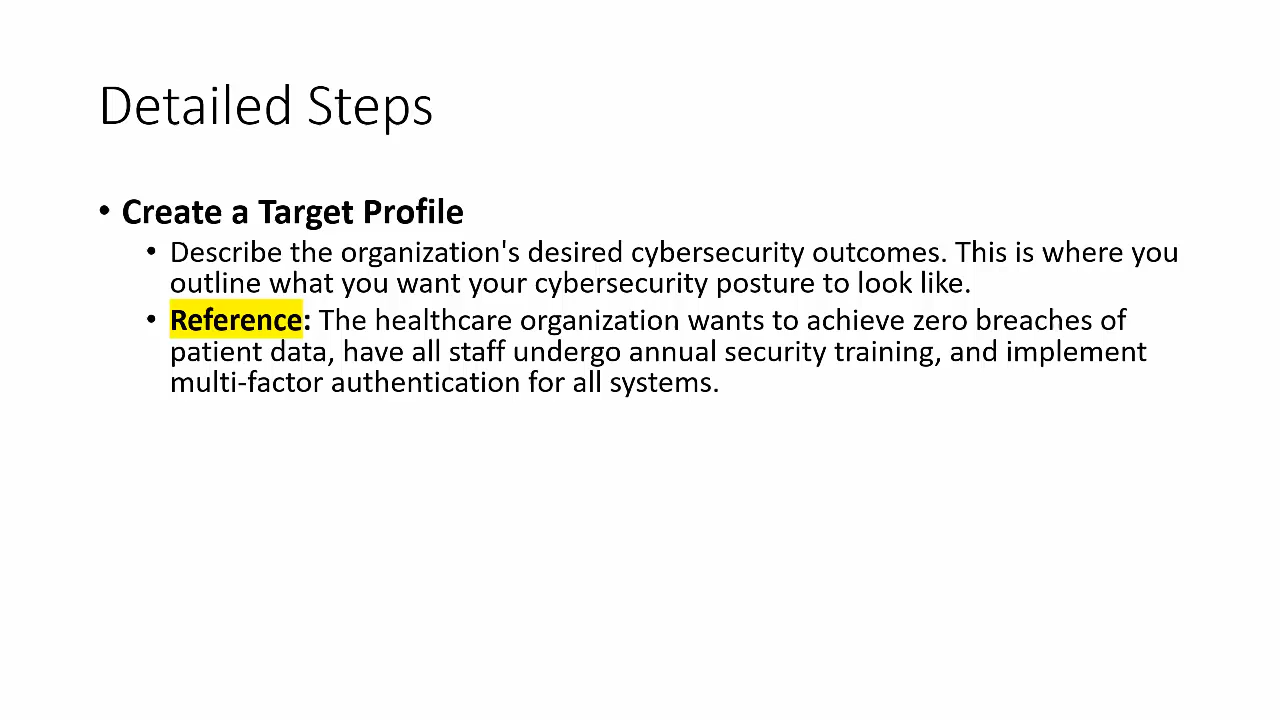 Detailed Steps
• Create a Target Profile
• Describe the organization's desired cybersecurity outcomes. This is where you
outline what you want your cybersecurity posture to look like.
• Reference: The healthcare organization wants to achieve zero breaches of
patient data, have all staff undergo annual security training, and implement
multi-factor authentication for all systems.